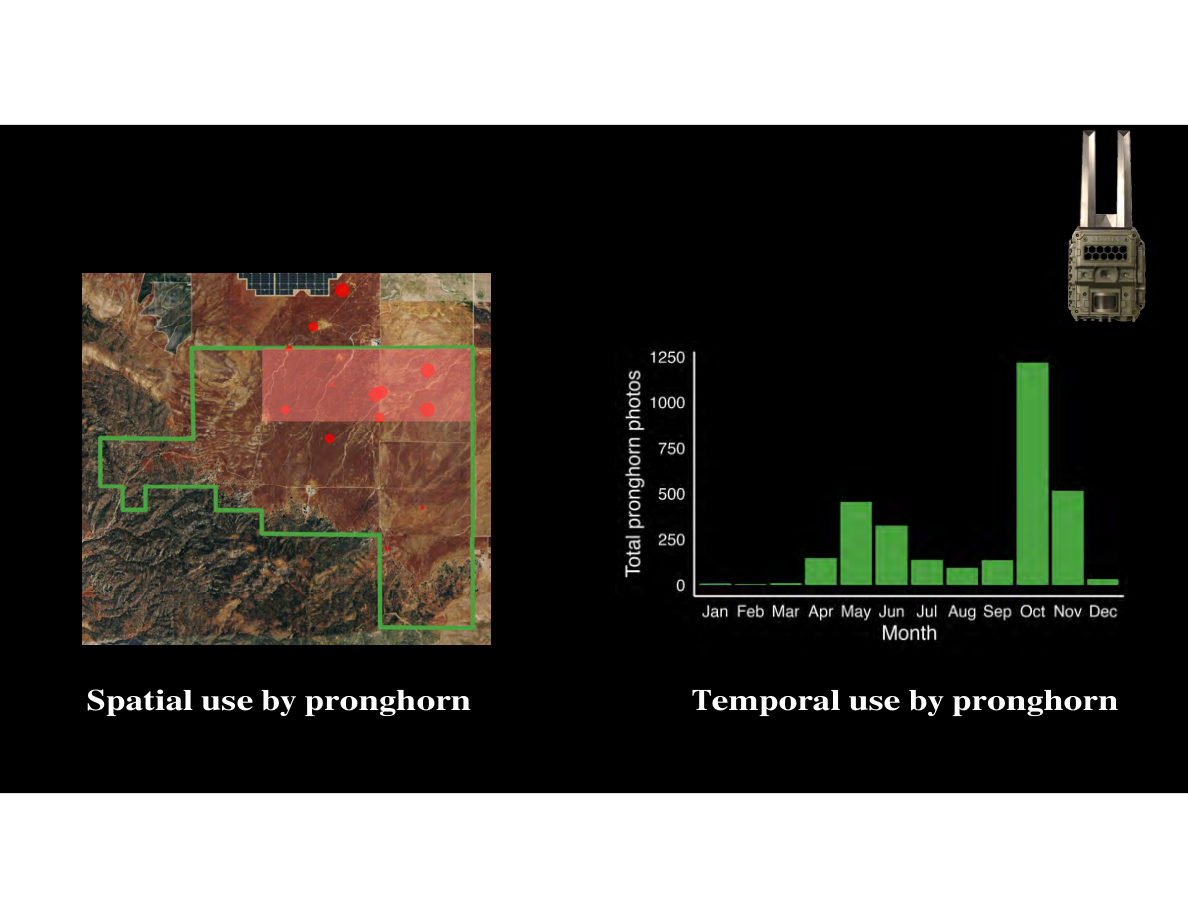 1250
1000
750
500
250
0
Total pronghorn photos
Jan Feb Mar Apr May Jun Jul Aug Sep Oct Nov Dec
Month
Spatial use by pronghorn
Temporal use by pronghorn